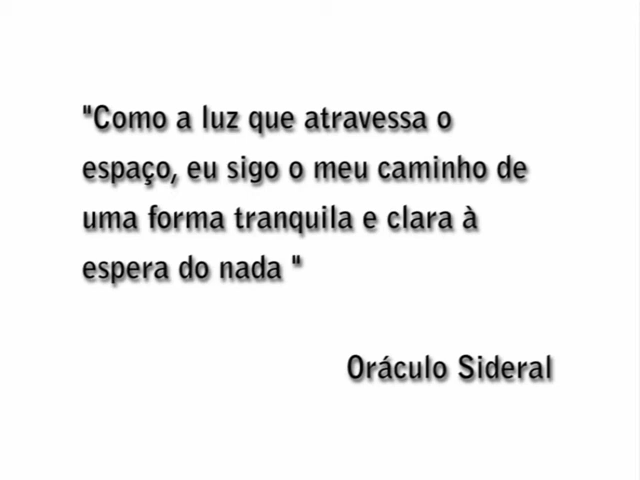 "Como a luz que atravessa o
espaço, eu sigo o meu caminho de
uma forma tranquila e clara à
espera do nada "
Oráculo Sideral